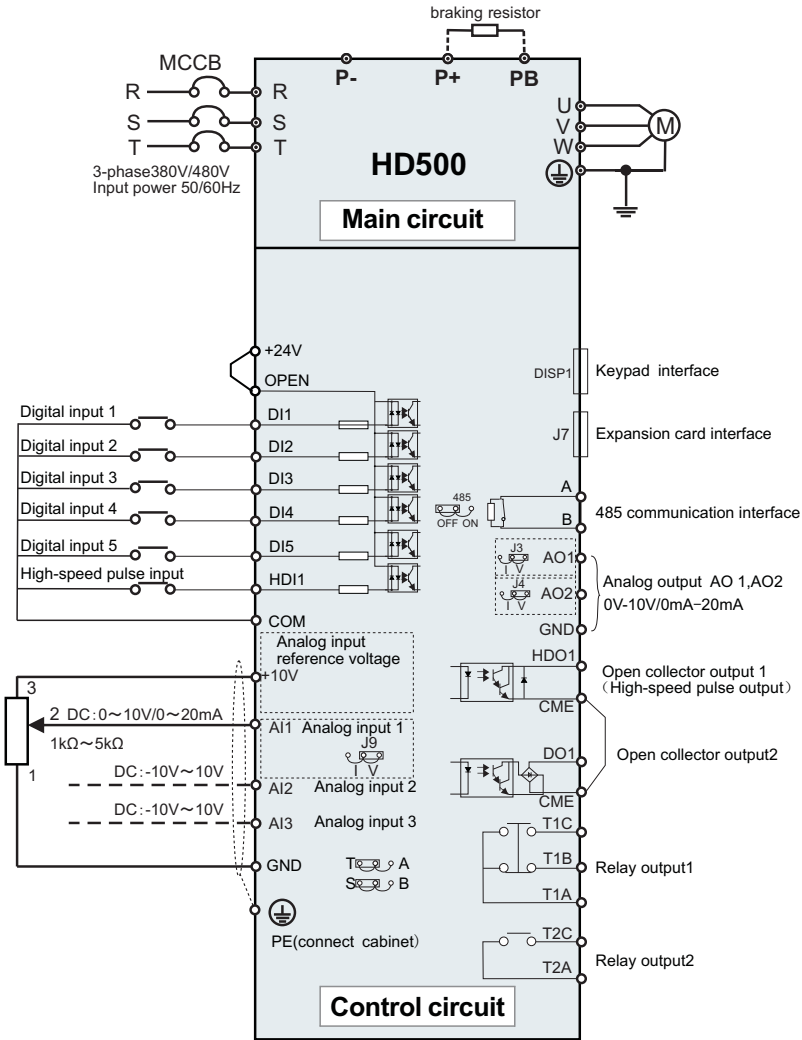 braking resistor
MCCB
P-
P+
PB
R
R
S
S
T
T
3-phase380V/480V
Input power 50/60Hz
U
V
W
M
HD500
Main circuit
+24V
OPEN
DISP1
Keypad interface
Digital input 1
DI1
J7
Expansion card interface
Digital input 2
DI2
Digital input 3
DI3
Digital input 4
DI4
485
OFF ON
A
B
485 communication interface
Digital input 5
DI5
High-speed pulse input
HDI1
J3
I V
AO1
J4
I V
AO2
GND
Analog output AO 1,AO2
0V-10V/0mA-20mA
COM
Analog input
reference voltage
+10V
HDO1
CME
Open collector output 1
(High-speed pulse output)
3
2 DC:0~10V/0~20mA
1kΩ~5kΩ
1
AI1 Analog input 1
J9
I V
DO1
CME
Open collector output2
DC:-10V~10V
AI2 Analog input 2
DC:-10V~10V
AI3 Analog input 3
T1C
T1B
T1A
Relay output1
GND
T A
S B
PE(connect cabinet)
T2C
T2A
Relay output2
Control circuit